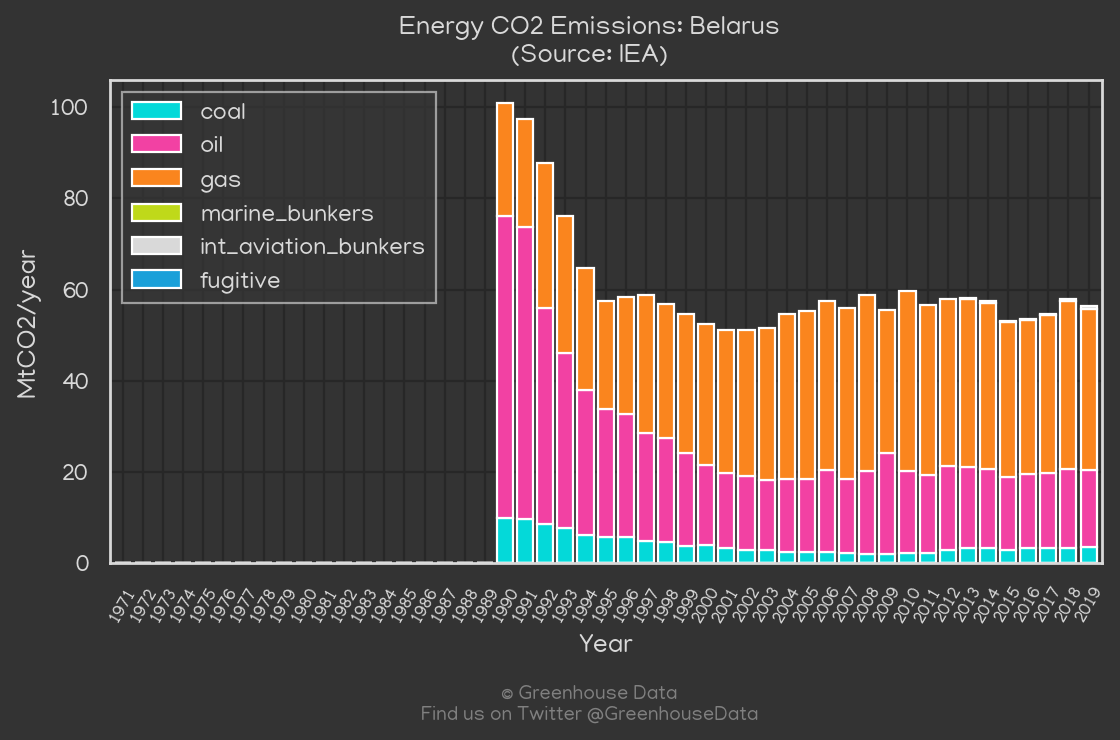 Energy CO2 Emissions: Belarus
(Source: IEA)
100
80
60
40
20
0
MtCO2/year
coal
oil
gas
marine_bunkers
int_aviation_bunkers
fugitive
1971 1972 1973 1974 1975 1976 1977 1978 1979 1980 1981 1982 1983 1984 1985 1986 1987 1988 1989 1990 1991 1992 1993 1994 1995 1996 1997 1998 1999 2000 2001 2002 2003 2004 2005 2006 2007 2008 2009 2010 2011 2012 2013 2014 2015 2016 2017 2018 2019
Year
© Greenhouse Data
Find us on Twitter @GreenhouseData